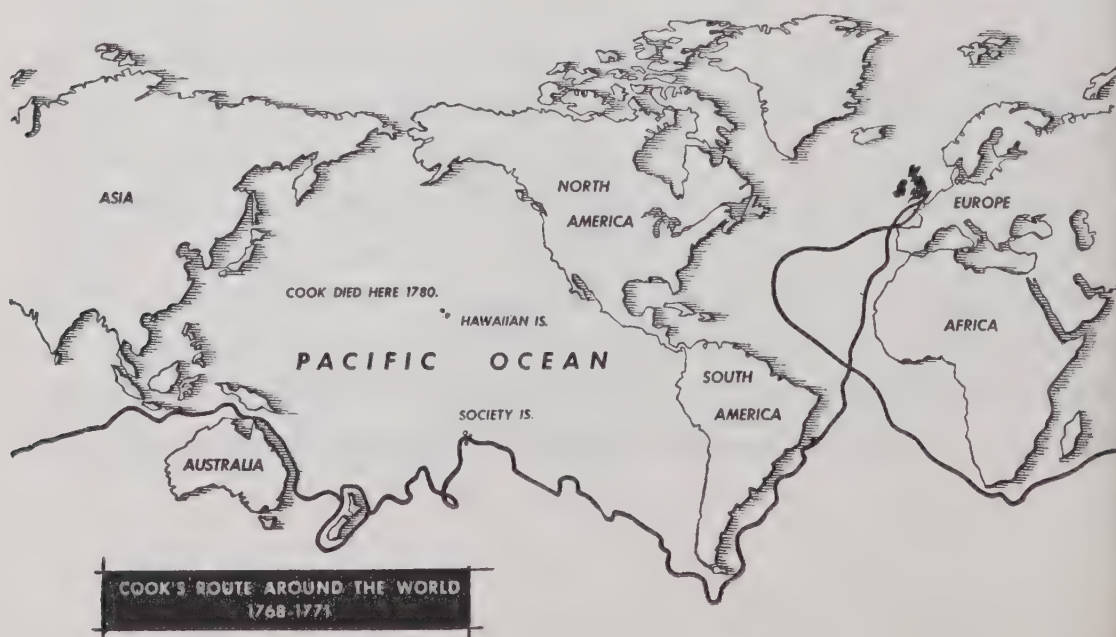 ASIA
NORTH
AMERICA
EUROPE
COOK DIED HERE 1780.
HAWAIIAN IS.
AFRICA
PACIFIC OCEAN
SOUTH
AMERICA
SOCIETY IS.
AUSTRALIA
COOK'S ROUTE AROUND THE WORLD
1768-1771